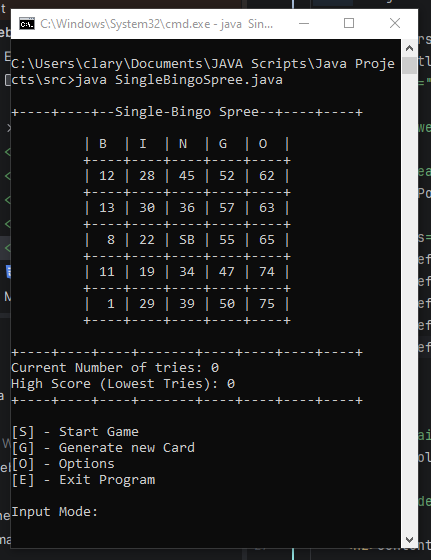 C:\Windows\System32\cmd.exe - java Sin...
C:\Users\clary\Documents\JAVA Scripts\Java Proje
cts\src>java SingleBingoSpree.java
+----+----+--Single-Bingo Spree--+----+----+
| B | I | N | G | O |
+----+----+----+----+----+
| 12 | 28 | 45 | 52 | 62 |
+----+----+----+----+----+
| 13 | 30 | 36 | 57 | 63 |
+----+----+----+----+----+
| 8 | 22 | SB | 55 | 65 |
+----+----+----+----+----+
| 11 | 19 | 34 | 47 | 74 |
+----+----+----+----+----+
| 1 | 29 | 39 | 50 | 75 |
+----+----+----+----+----+
+----+----+----+-------+----+----+----+----+
Current Number of tries: 0
High Score (Lowest Tries): 0
+----+----+----+-------+----+----+----+----+
[S] - Start Game
[G] - Generate new Card
[O] - Options
[E] - Exit Program
Input Mode: